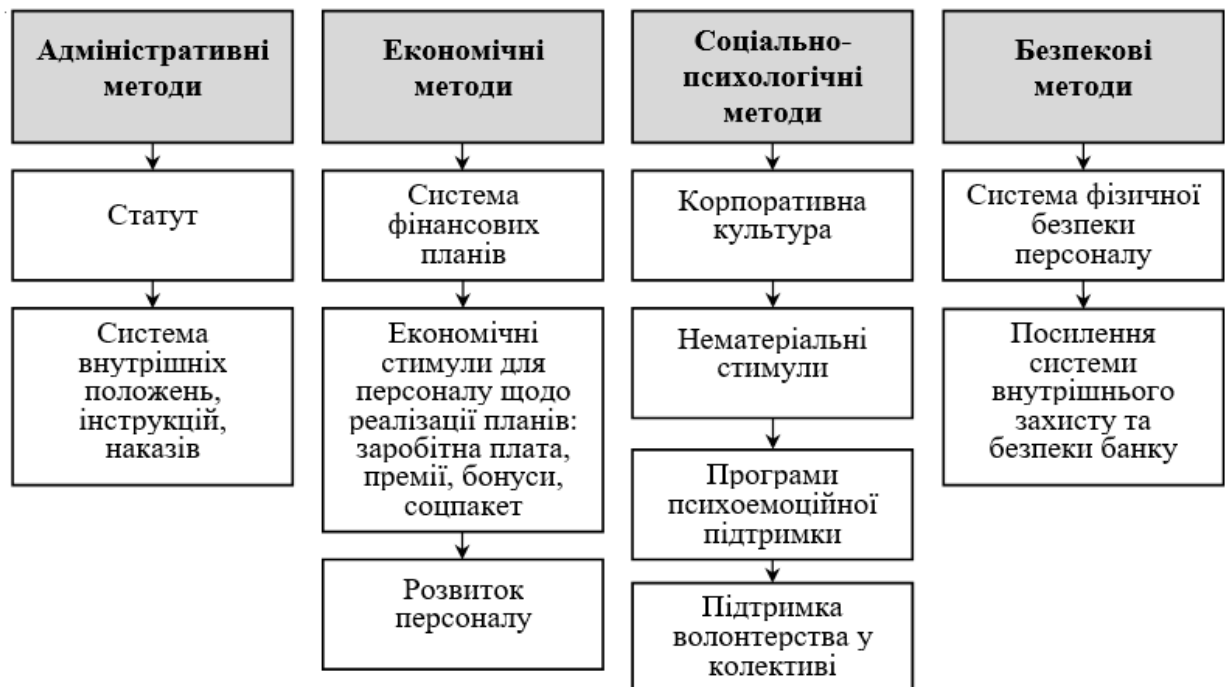 Адміністративні
методи
Статут
Система
внутрішніх
положень,
інструкцій,
наказів
Економічні
методи
Система
фінансових
планів
Економічні
стимули для
персоналу щодо
реалізації планів:
заробітна плата,
премії, бонуси,
соцпакет
Розвиток
персоналу
Соціально-
психологічні
методи
Корпоративна
культура
Нематеріальні
стимули
Програми
психоемоційної
підтримки
Підтримка
волонтерства у
колективі
Безпекові
методи
Система фізичної
безпеки
персоналу
Посилення
системи
внутрішнього
захисту та
безпеки банку